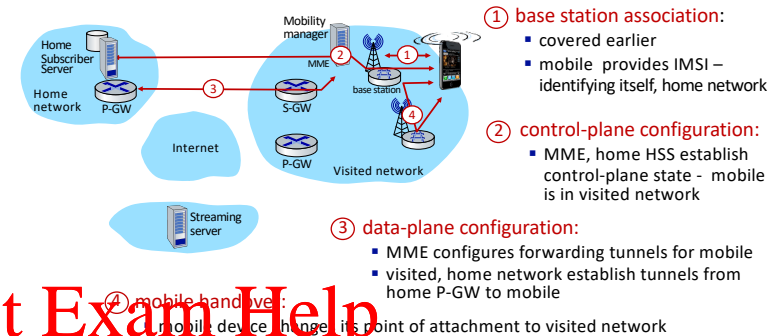 Home
Subscriber
Server
Home
network
P-GW
Mobility
manager
MME
2
1
3
4
base station
S-GW
P-GW
Visited network
Internet
Streaming
server
1 base station association:
▪ covered earlier
▪ mobile provides IMSI –
identifying itself, home network
2 control-plane configuration:
▪ MME, home HSS establish
control-plane state - mobile
is in visited network
3 data-plane configuration:
▪ MME configures forwarding tunnels for mobile
▪ visited, home network establish tunnels from
home P-GW to mobile
4 mobile handover:
mobile device changes its point of attachment to visited network
t Exam Help